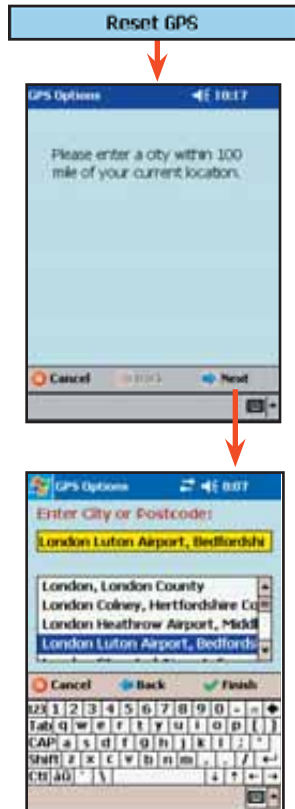 Reset GPS
GPS Options 10:17
Please enter a city within 100
mile of your current location.
Cancel Back Next
GPS Options 0:07
Enter City or Postcode:
London Luton Airport, Bedfordshi
London, London County
London Colney, Hertfordshire Co
London Heathrow Airport, Middl
London Luton Airport, Bedfords
Cancel Back Finish
123 1 2 3 4 5 6 7 8 9 0 - =
Tab q w e r t y u i o p [ ]
CAP a s d f g h j k l ; '
Shift z x c v b n m , . /
Ctl áü ` \